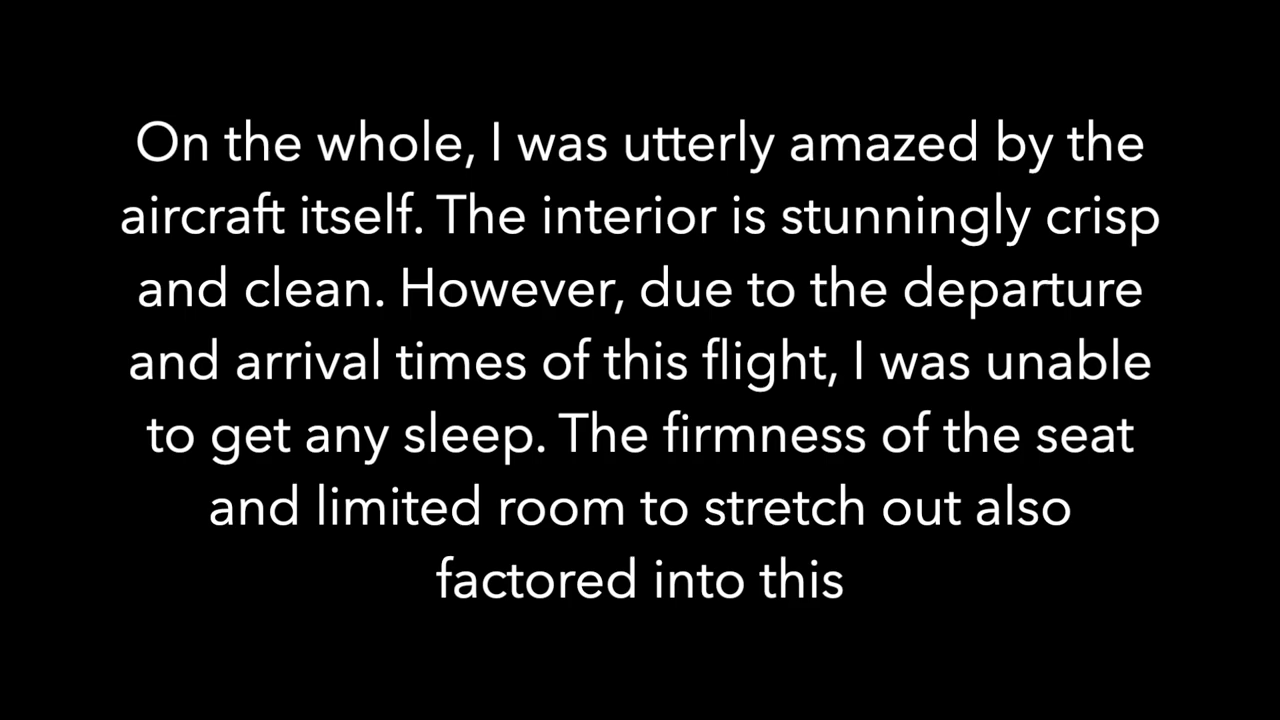 On the whole, I was utterly amazed by the
aircraft itself. The interior is stunningly crisp
and clean. However, due to the departure
and arrival times of this flight, I was unable
to get any sleep. The firmness of the seat
and limited room to stretch out also
factored into this